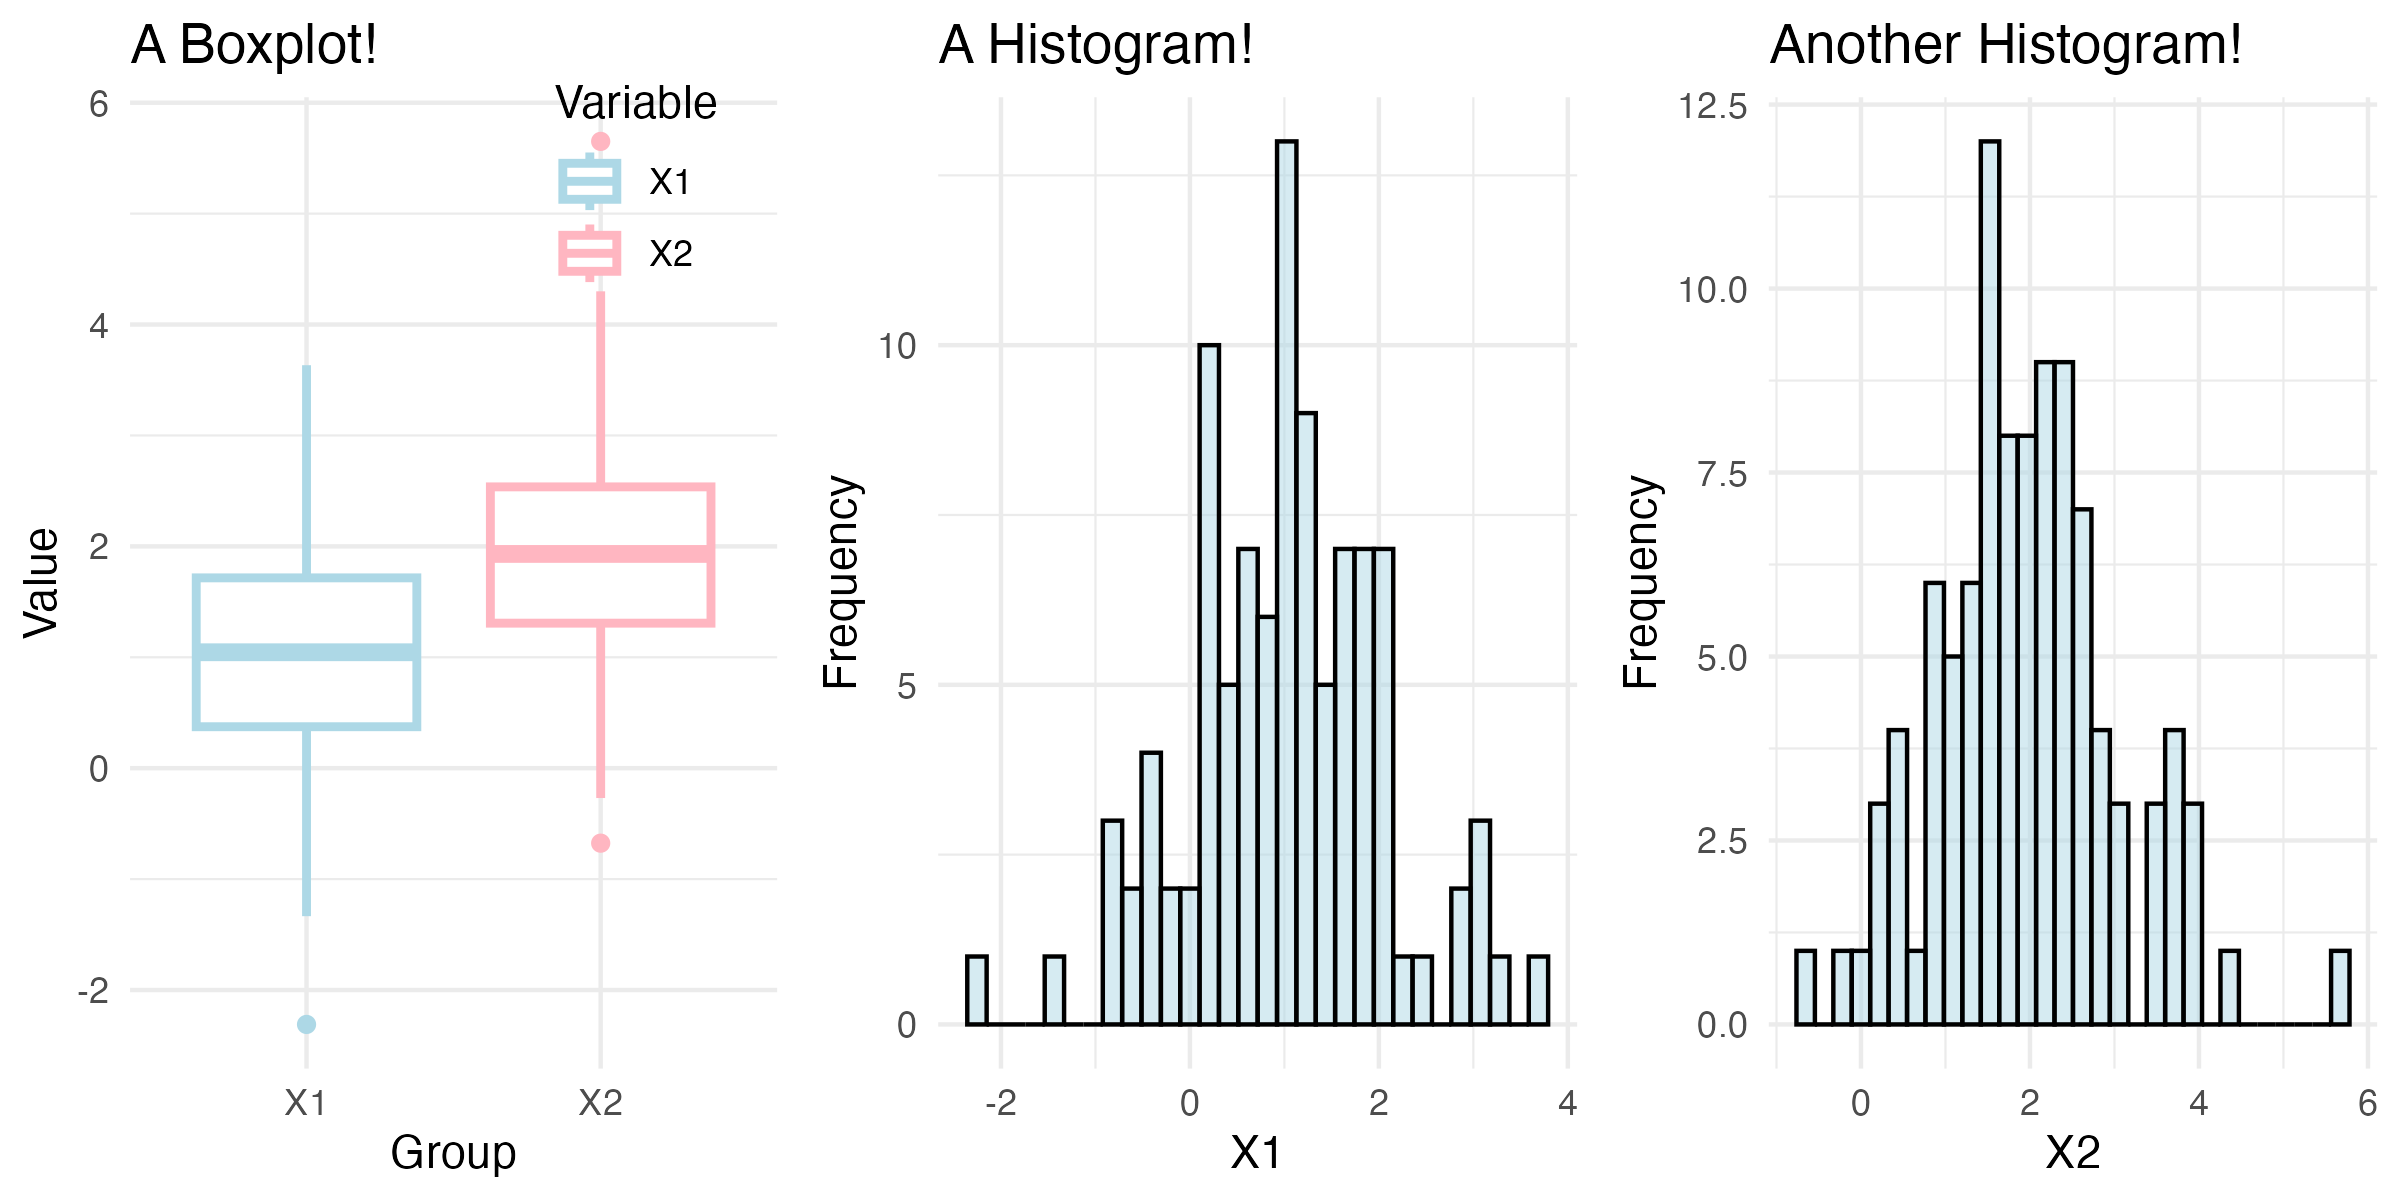 A Boxplot!
Variable
X1
X2
6
4
2
0
-2
Value
X1 X2
Group
A Histogram!
10
5
0
Frequency
-2 0 2 4
X1
Another Histogram!
12.5
10.0
7.5
5.0
2.5
0.0
Frequency
0 2 4 6
X2